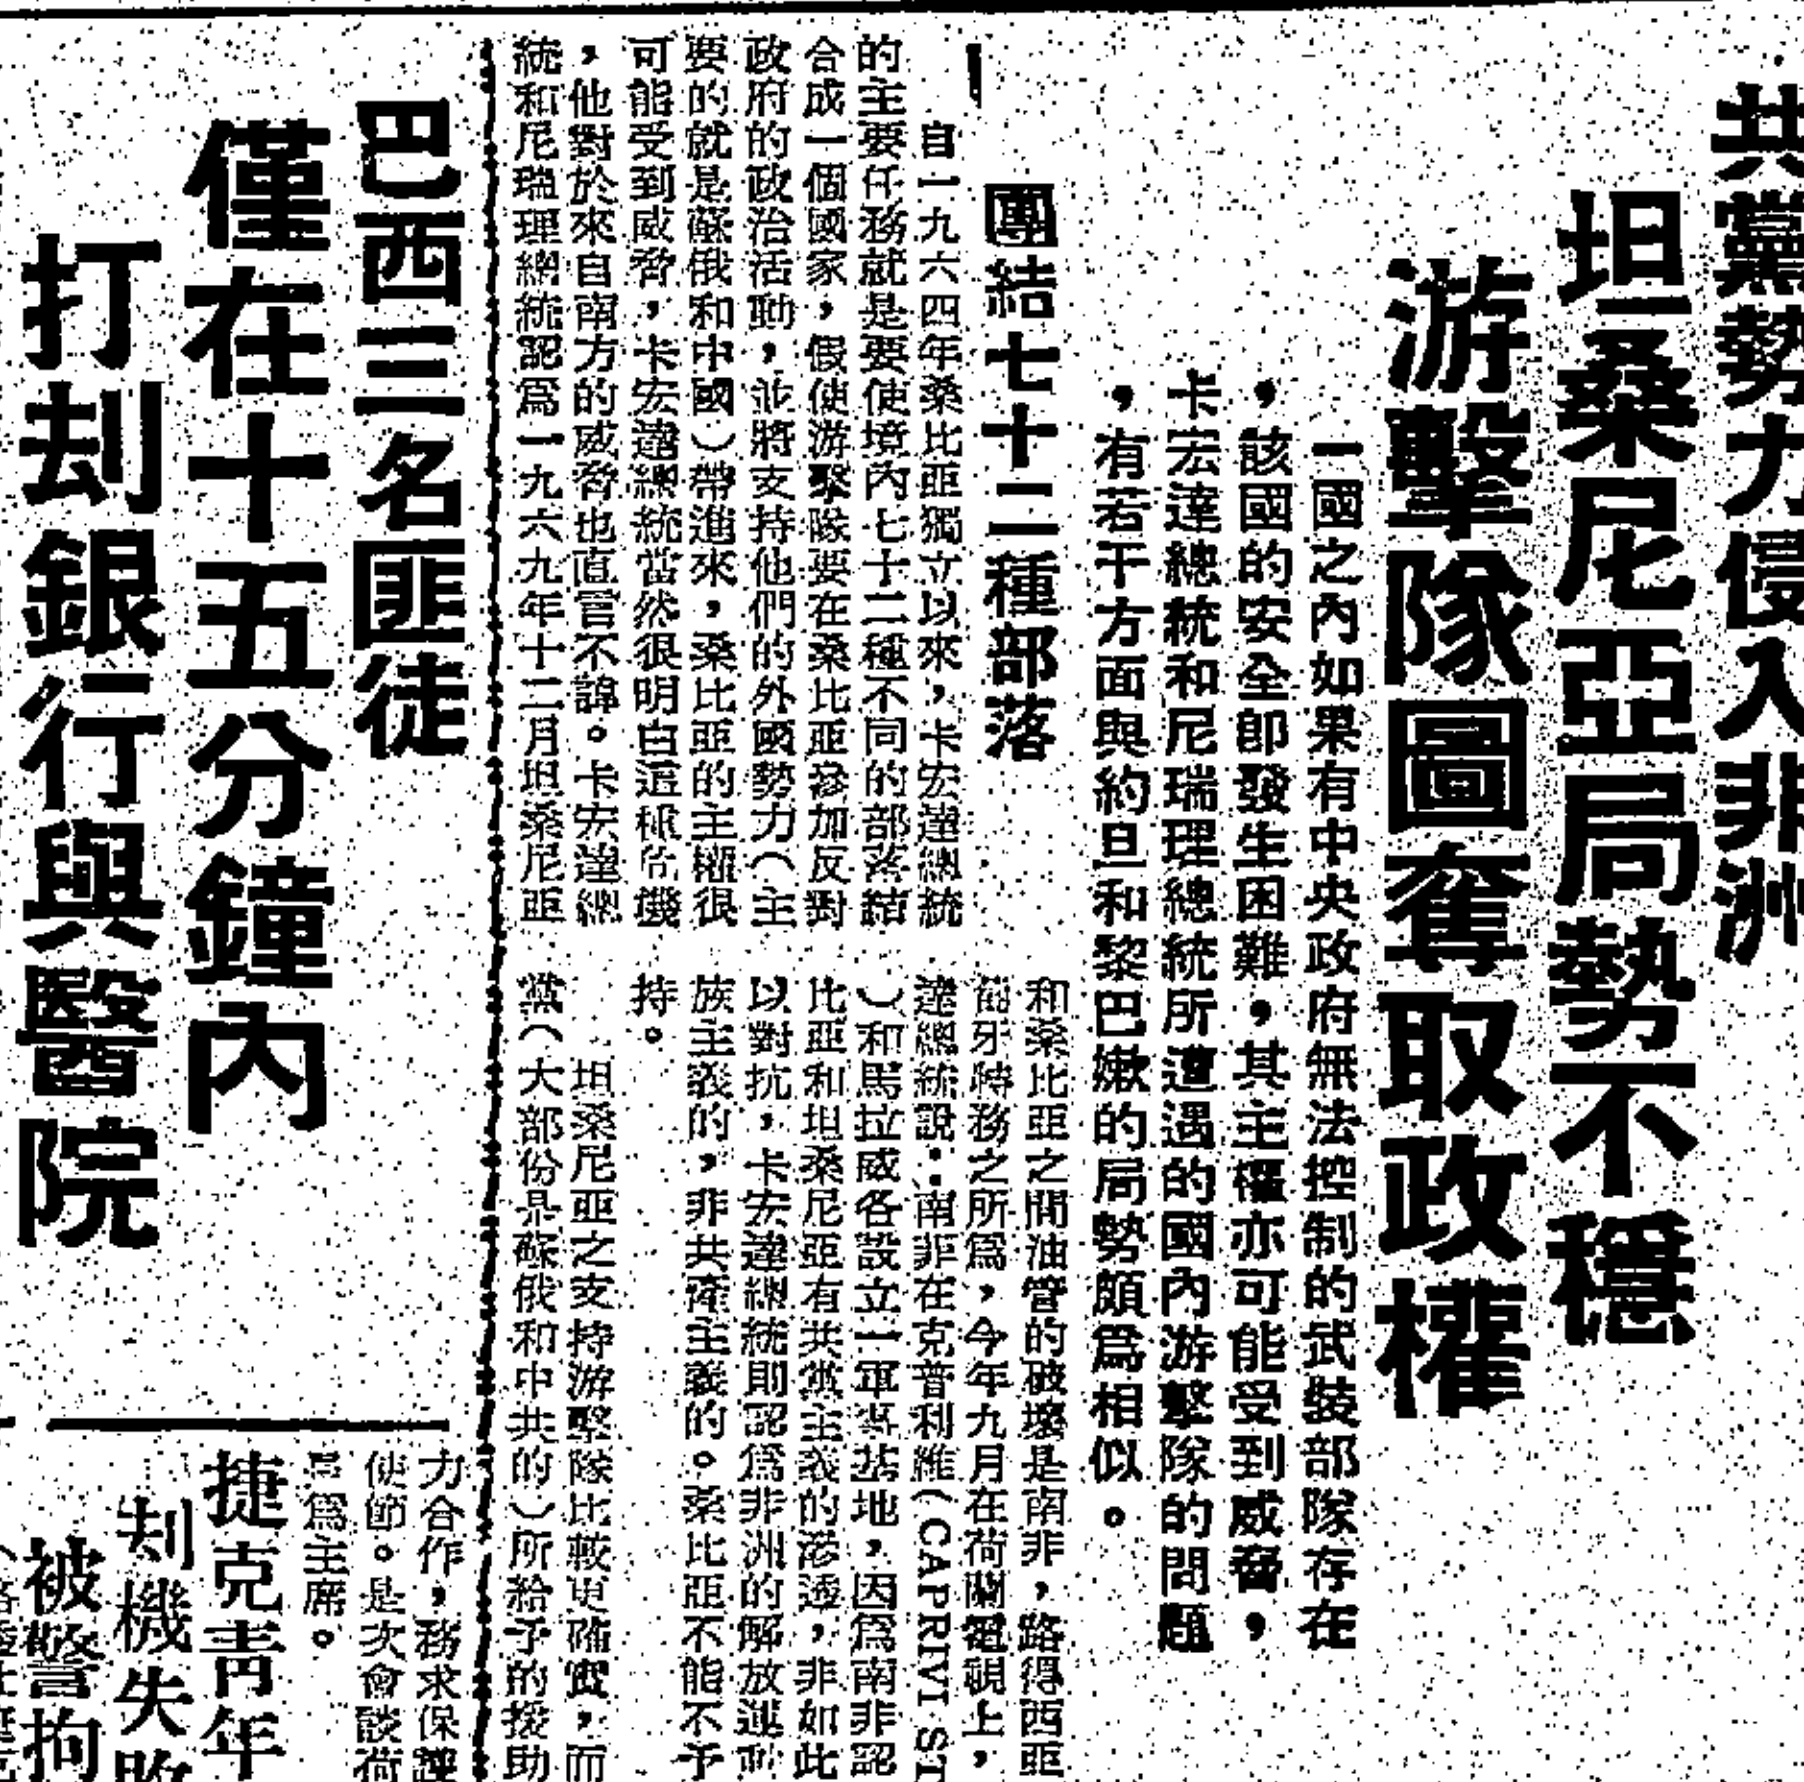 共黨勢力侵入非洲
坦桑尼亞局勢不穩
游擊隊圖奪取政權
一國之內如果有中央政府無法控制的武裝部隊存在
，該國的安全卽發生困難，其主權亦可能受到威脅，
卡宏達總統和尼瑞理總統所遭遇的國內游擊隊的問題
，有若干方面與約旦和黎巴嫩的局勢頗爲相似。
團結七十二種部落
自一九六四年桑比亞獨立以來，卡宏達總統
的主要任務就是要使境內七十二種不同的部落結
合成一個國家，假使游擊隊要在桑比亞參加反對
政府的政治活動，並將支持他們的外國勢力（主
要的就是蘇俄和中國）帶進來，桑比亞的主權很
可能受到威脅，卡宏達總統當然很明白這種危機
，他對於來自南方的威脅也直言不諱。卡安達總
統和尼瑞理總統認爲一九六九年十二月坦桑尼亞
和桑比亞之間油管的破壞是南非，路得西亞
葡牙特務之所爲，今年九月在荷蘭電視上，
達總統說：南非在克普利維(CAPRIVI ST
）和馬拉威各設立一軍事基地，因爲南非認
比亞和坦桑尼亞有共黨主義的滲透，非如此
以對抗，卡安達總統則認爲非洲的解放運動
族主義的，非共產主義的。桑比亞不能不予
持。
坦桑尼亞之支持游擊隊比較更確實，而
黨（大部份是蘇俄和中共的）所給予的援助
巴西三名匪徒
僅在十五分鐘內
打刦銀行與醫院
力合作，務求保護
使節。是次會談荷
爲主席。
捷克靑年
刦機失敗
被警拘